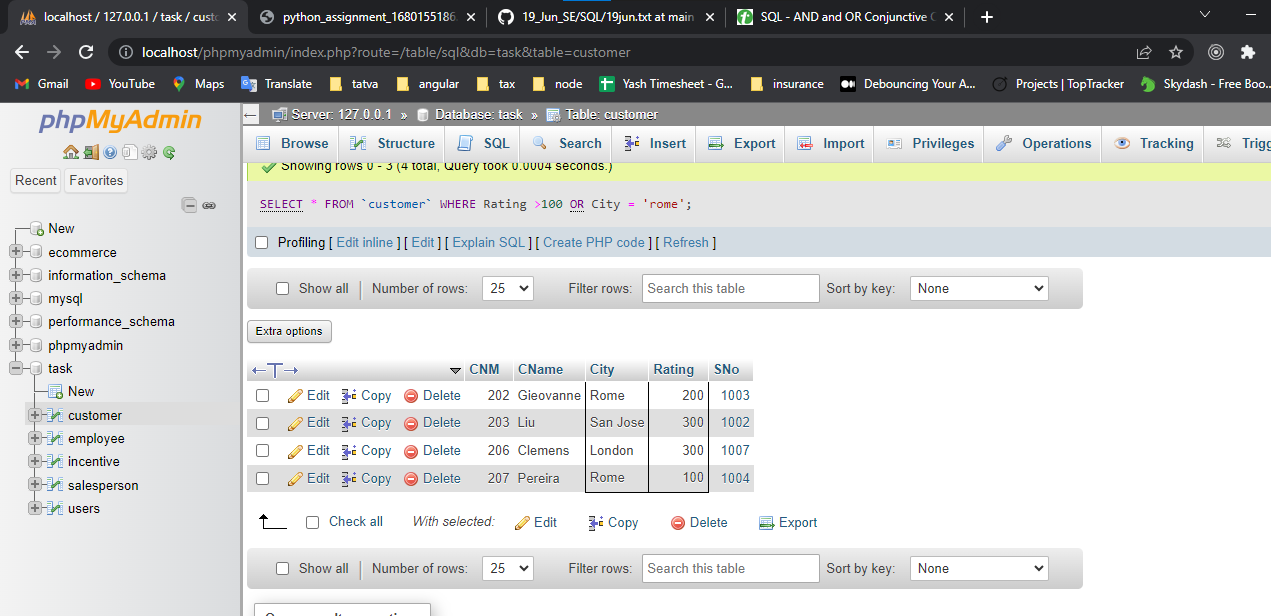 localhost / 127.0.0.1 / task / custo
python_assignment_1680155186.
19_Jun_SE/SQL/19jun.txt at main
SQL - AND and OR Conjunctive
localhost/phpmyadmin/index.php?route=/table/sql&db=task&table=customer
Gmail YouTube Maps Translate tatva angular tax node Yash Timesheet - G... insurance Debouncing Your A... Projects | TopTracker Skydash - Free Boo...
phpMyAdmin
Recent Favorites
New
ecommerce
information_schema
mysql
performance_schema
phpmyadmin
task
New
customer
employee
incentive
salesperson
users
Server: 127.0.0.1 » Database: task » Table: customer
Browse Structure SQL Search Insert Export Import Privileges Operations Tracking Trigg
Showing rows 0 - 3 (4 total, Query took 0.0004 seconds.)
SELECT * FROM `customer` WHERE Rating >100 OR City = 'rome';
Profiling [ Edit inline ] [ Edit ] [ Explain SQL ] [ Create PHP code ] [ Refresh ]
Show all Number of rows: 25 Filter rows: Search this table Sort by key: None
Extra options
←T→ CNM CName City Rating SNo
Edit Copy Delete 202 Gieovanne Rome 200 1003
Edit Copy Delete 203 Liu San Jose 300 1002
Edit Copy Delete 206 Clemens London 300 1007
Edit Copy Delete 207 Pereira Rome 100 1004
Check all With selected: Edit Copy Delete Export
Show all Number of rows: 25 Filter rows: Search this table Sort by key: None